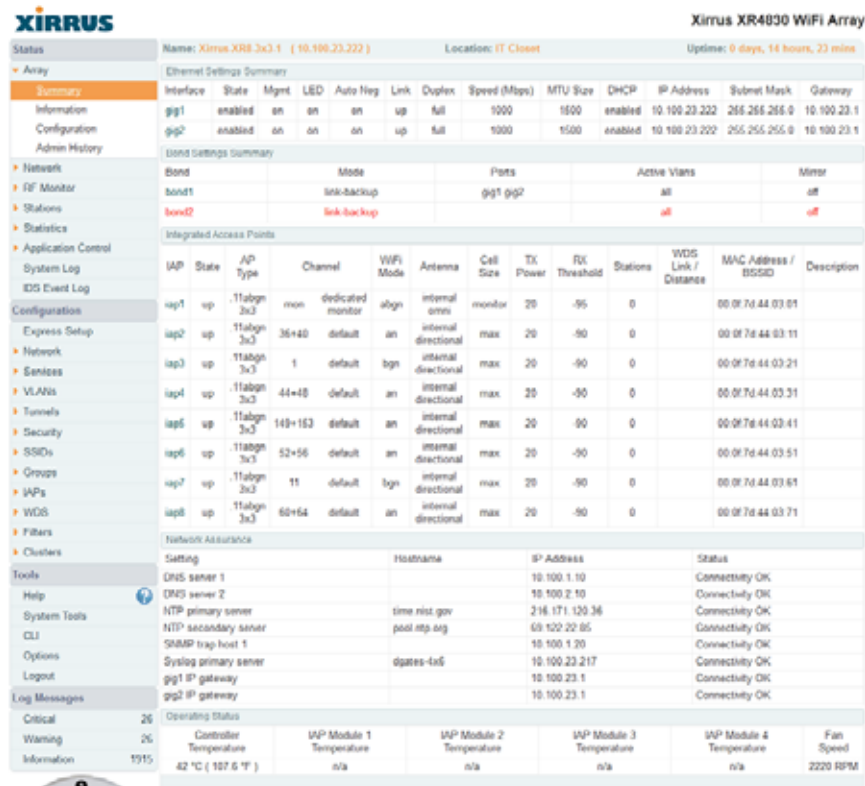 XIRRUS
Xirrus XR4830 WiFi Array
Status
Name: Xirrus-XR8-3x3.1 ( 10.100.23.222 ) Location: IT Closet Uptime: 0 days, 14 hours, 23 mins
Array
Summary
Information
Configuration
Admin History
Network
RF Monitor
Stations
Statistics
Application Control
System Log
IDS Event Log
Configuration
Express Setup
Network
Services
VLANs
Tunnels
Security
SSIDs
Groups
IAPs
WDS
Filters
Clusters
Tools
Help
System Tools
CLI
Options
Logout
Log Messages
Critical 26
Warning 26
Information 1915
Ethernet Settings Summary
Interface State Mgmt LED Auto Neg Link Duplex Speed (Mbps) MTU Size DHCP IP Address Subnet Mask Gateway
gig1 enabled on on on up full 1000 1500 enabled 10.100.23.222 255.255.255.0 10.100.23.1
gig2 enabled on on on up full 1000 1500 enabled 10.100.23.222 255.255.255.0 10.100.23.1
Bond Settings Summary
Bond Mode Ports Active Vlans Mirror
bond1 link-backup gig1 gig2 all off
bond2 link-backup all off
Integrated Access Points
IAP State AP Type Channel WiFi Mode Antenna Cell Size TX Power RX Threshold Stations WDS Link / Distance MAC Address / BSSID Description
iap1 up .11abgn 3x3 mon dedicated monitor abgn internal omni monitor 20 -95 0 00:0f:7d:44:03:01
iap2 up .11abgn 3x3 36+40 default an internal directional max 20 -90 0 00:0f:7d:44:03:11
iap3 up .11abgn 3x3 1 default bgn internal directional max 20 -90 0 00:0f:7d:44:03:21
iap4 up .11abgn 3x3 44+48 default an internal directional max 20 -90 0 00:0f:7d:44:03:31
iap5 up .11abgn 3x3 149+153 default an internal directional max 20 -90 0 00:0f:7d:44:03:41
iap6 up .11abgn 3x3 52+56 default an internal directional max 20 -90 0 00:0f:7d:44:03:51
iap7 up .11abgn 3x3 11 default bgn internal directional max 20 -90 0 00:0f:7d:44:03:61
iap8 up .11abgn 3x3 60+64 default an internal directional max 20 -90 0 00:0f:7d:44:03:71
Network Assurance
Setting Hostname IP Address Status
DNS server 1 10.100.1.10 Connectivity OK
DNS server 2 10.100.2.10 Connectivity OK
NTP primary server time.nist.gov 216.171.120.36 Connectivity OK
NTP secondary server pool.ntp.org 69.122.22.85 Connectivity OK
SNMP trap host 1 10.100.1.20 Connectivity OK
Syslog primary server dgates-4x6 10.100.23.217 Connectivity OK
gig1 IP gateway 10.100.23.1 Connectivity OK
gig2 IP gateway 10.100.23.1 Connectivity OK
Operating Status
Controller Temperature IAP Module 1 Temperature IAP Module 2 Temperature IAP Module 3 Temperature IAP Module 4 Temperature Fan Speed
42 °C ( 107.6 °F ) n/a n/a n/a n/a 2220 RPM